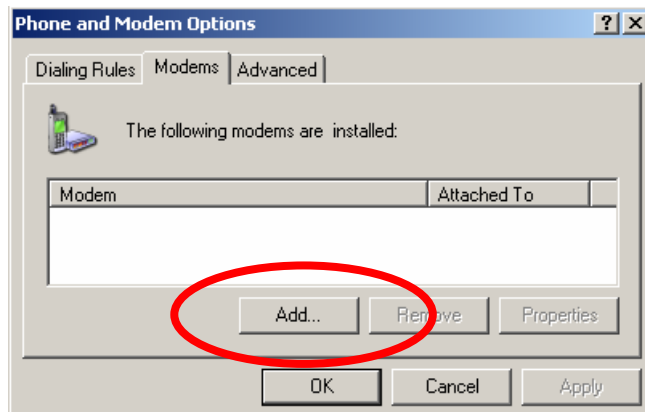 Phone and Modem Options
Dialing Rules Modems Advanced
The following modems are installed:
Modem Attached To
Add... Remove Properties
OK Cancel Apply